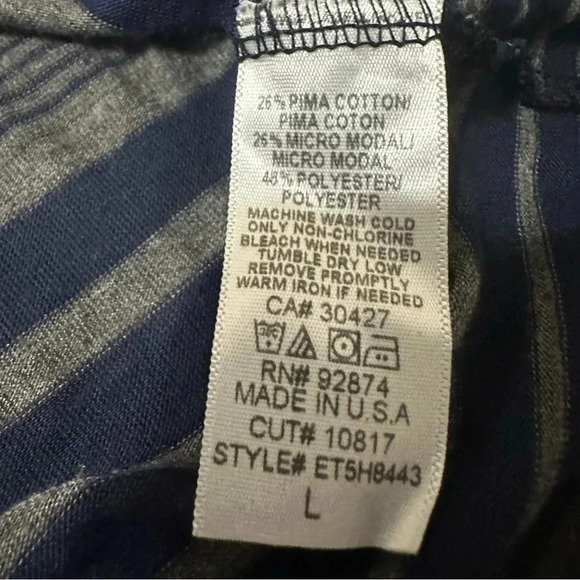 26% PIMA COTTON/
PIMA COTON
26% MICRO MODAL/
MICRO MODAL
48% POLYESTER/
POLYESTER
MACHINE WASH COLD
ONLY NON-CHLORINE
BLEACH WHEN NEEDED
TUMBLE DRY LOW
REMOVE PROMPTLY
WARM IRON IF NEEDED
CA# 30427
RN# 92874
MADE IN U.S.A
CUT# 10817
STYLE# ET5H8443
L